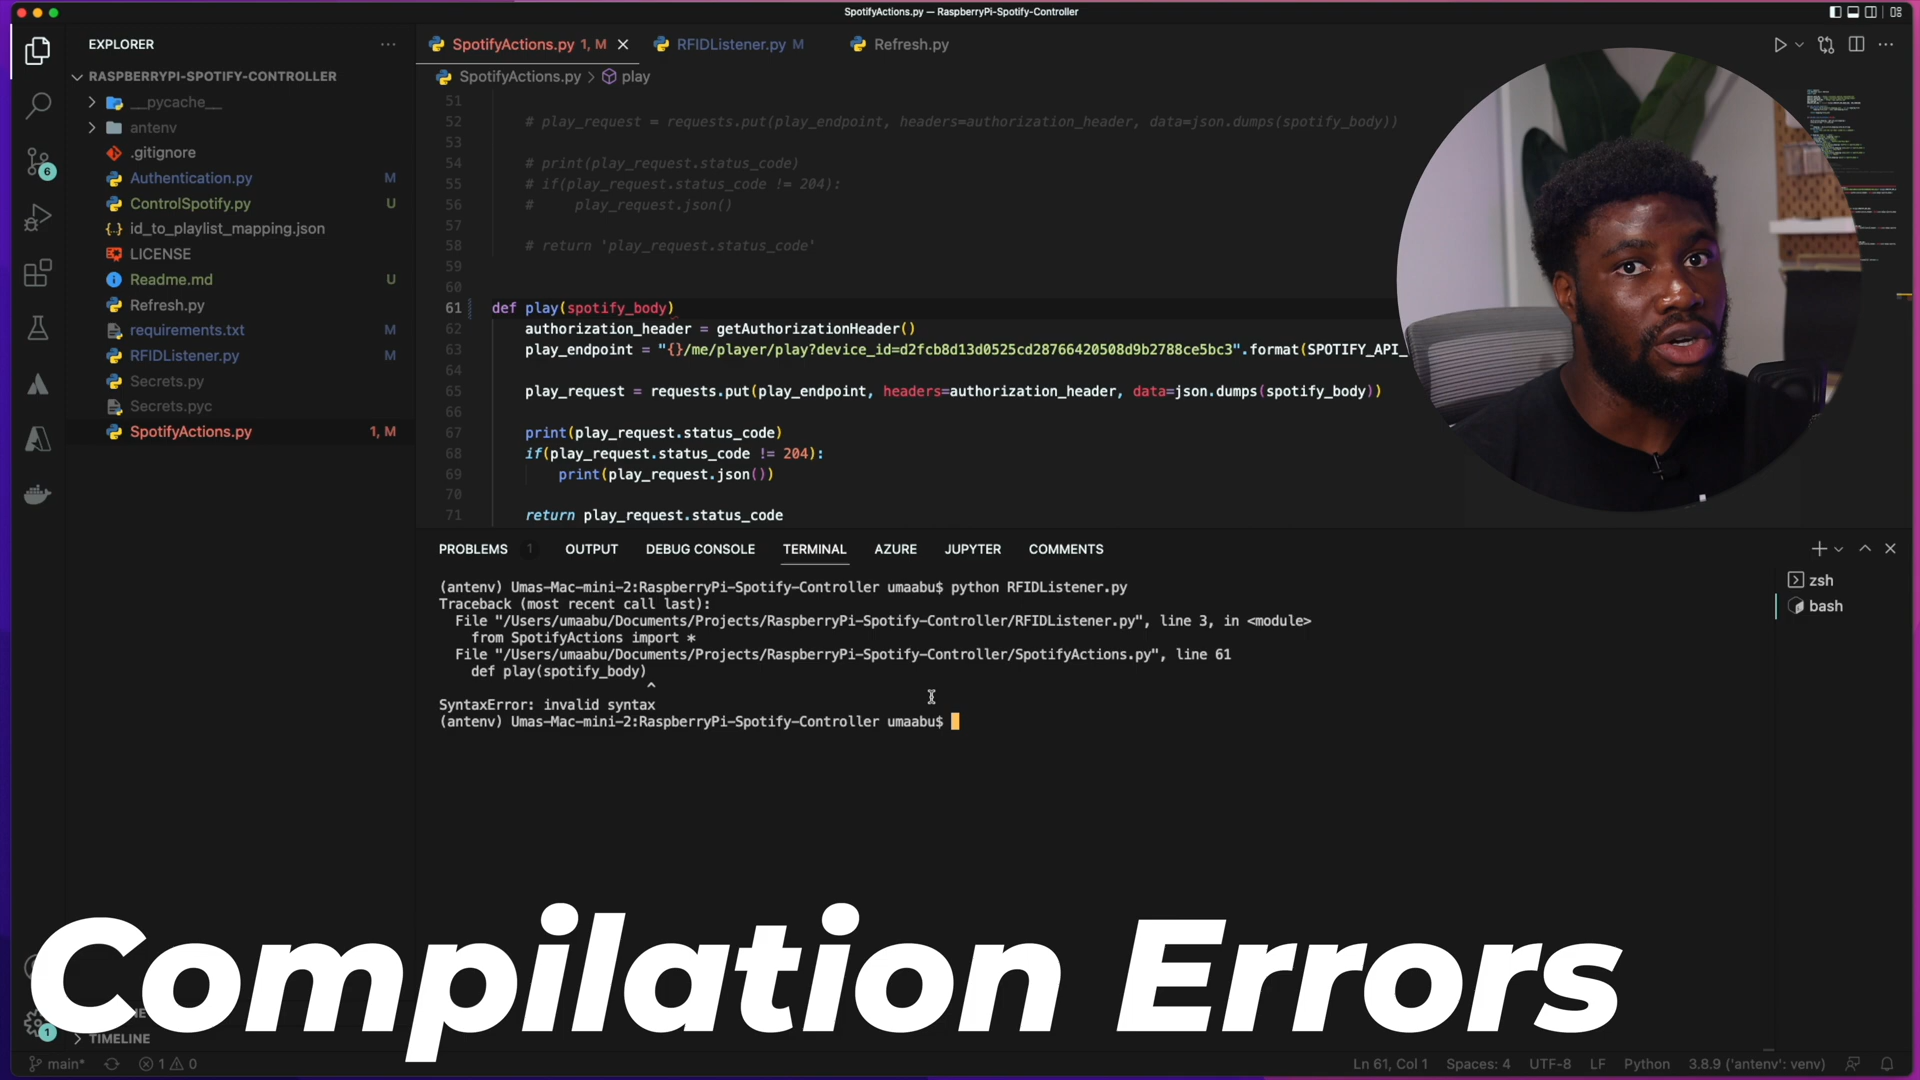 SpotifyActions.py — RaspberryPi-Spotify-Controller
EXPLORER
RASPBERRYPI-SPOTIFY-CONTROLLER
__pycache__
antenv
.gitignore
Authentication.py M
ControlSpotify.py U
id_to_playlist_mapping.json
LICENSE
Readme.md U
Refresh.py
requirements.txt M
RFIDListener.py M
Secrets.py
Secrets.pyc
SpotifyActions.py 1, M
6
SpotifyActions.py 1, M
RFIDListener.py M
Refresh.py
SpotifyActions.py > play
51
52 # play_request = requests.put(play_endpoint, headers=authorization_header, data=json.dumps(spotify_body))
53
54 # print(play_request.status_code)
55 # if(play_request.status_code != 204):
56 #     play_request.json()
57
58 # return 'play_request.status_code'
59
60
61 def play(spotify_body)
62 authorization_header = getAuthorizationHeader()
63 play_endpoint = "{}/me/player/play?device_id=d2fcb8d13d0525cd28766420508d9b2788ce5bc3".format(SPOTIFY_API_
64
65 play_request = requests.put(play_endpoint, headers=authorization_header, data=json.dumps(spotify_body))
66
67 print(play_request.status_code)
68 if(play_request.status_code != 204):
69 print(play_request.json())
70
71 return play_request.status_code
PROBLEMS 1 OUTPUT DEBUG CONSOLE TERMINAL AZURE JUPYTER COMMENTS
(antenv) Umas-Mac-mini-2:RaspberryPi-Spotify-Controller umaabu$ python RFIDListener.py
Traceback (most recent call last):
File "/Users/umaabu/Documents/Projects/RaspberryPi-Spotify-Controller/RFIDListener.py", line 3, in <module>
from SpotifyActions import *
File "/Users/umaabu/Documents/Projects/RaspberryPi-Spotify-Controller/SpotifyActions.py", line 61
def play(spotify_body)
^
SyntaxError: invalid syntax
(antenv) Umas-Mac-mini-2:RaspberryPi-Spotify-Controller umaabu$
zsh
bash
Compilation Errors
1
TIMELINE
main* 1 0
Ln 61, Col 1 Spaces: 4 UTF-8 LF Python 3.8.9 ('antenv': venv)